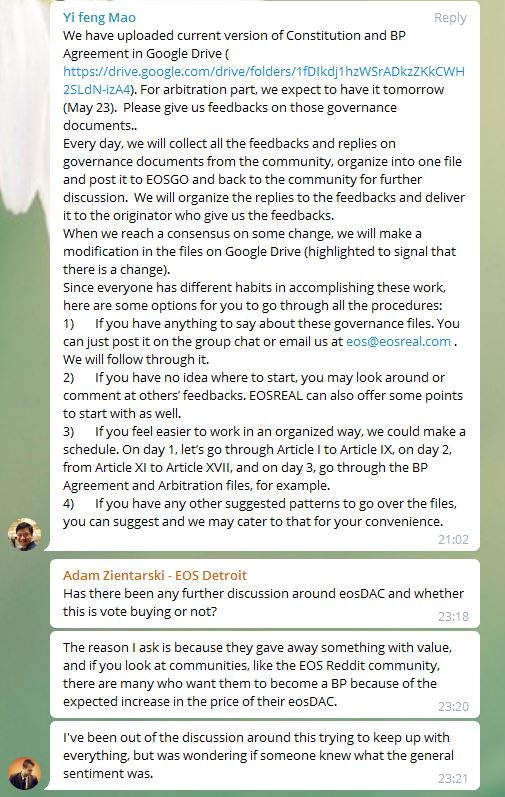 Yi feng Mao
Reply
We have uploaded current version of Constitution and BP
Agreement in Google Drive (
https://drive.google.com/drive/folders/1fDIkdj1hzWSrADkzZKkCWH
2SLdN-izA4). For arbitration part, we expect to have it tomorrow
(May 23).  Please give us feedbacks on those governance
documents..
Every day, we will collect all the feedbacks and replies on
governance documents from the community, organize into one file
and post it to EOSGO and back to the community for further
discussion.  We will organize the replies to the feedbacks and deliver
it to the originator who give us the feedbacks.
When we reach a consensus on some change, we will make a
modification in the files on Google Drive (highlighted to signal that
there is a change).
Since everyone has different habits in accomplishing these work,
here are some options for you to go through all the procedures:
1)      If you have anything to say about these governance files. You
can just post it on the group chat or email us at eos@eosreal.com .
We will follow through it.
2)      If you have no idea where to start, you may look around or
comment at others' feedbacks. EOSREAL can also offer some points
to start with as well.
3)      If you feel easier to work in an organized way, we could make a
schedule. On day 1, let's go through Article I to Article IX, on day 2,
from Article XI to Article XVII, and on day 3, go through the BP
Agreement and Arbitration files, for example.
4)      If you have any other suggested patterns to go over the files,
you can suggest and we may cater to that for your convenience.
21:02
Adam Zientarski - EOS Detroit
Has there been any further discussion around eosDAC and whether
this is vote buying or not?
23:18
The reason I ask is because they gave away something with value,
and if you look at communities, like the EOS Reddit community,
there are many who want them to become a BP because of the
expected increase in the price of their eosDAC.
23:20
I've been out of the discussion around this trying to keep up with
everything, but was wondering if someone knew what the general
sentiment was.
23:21